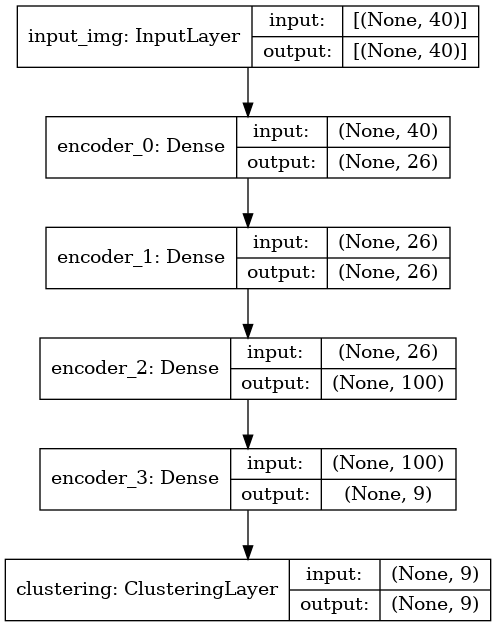 input_img: InputLayer
input:
[(None, 40)]
output:
[(None, 40)]
encoder_0: Dense
input:
(None, 40)
output:
(None, 26)
encoder_1: Dense
input:
(None, 26)
output:
(None, 26)
encoder_2: Dense
input:
(None, 26)
output:
(None, 100)
encoder_3: Dense
input:
(None, 100)
output:
(None, 9)
clustering: ClusteringLayer
input:
(None, 9)
output:
(None, 9)